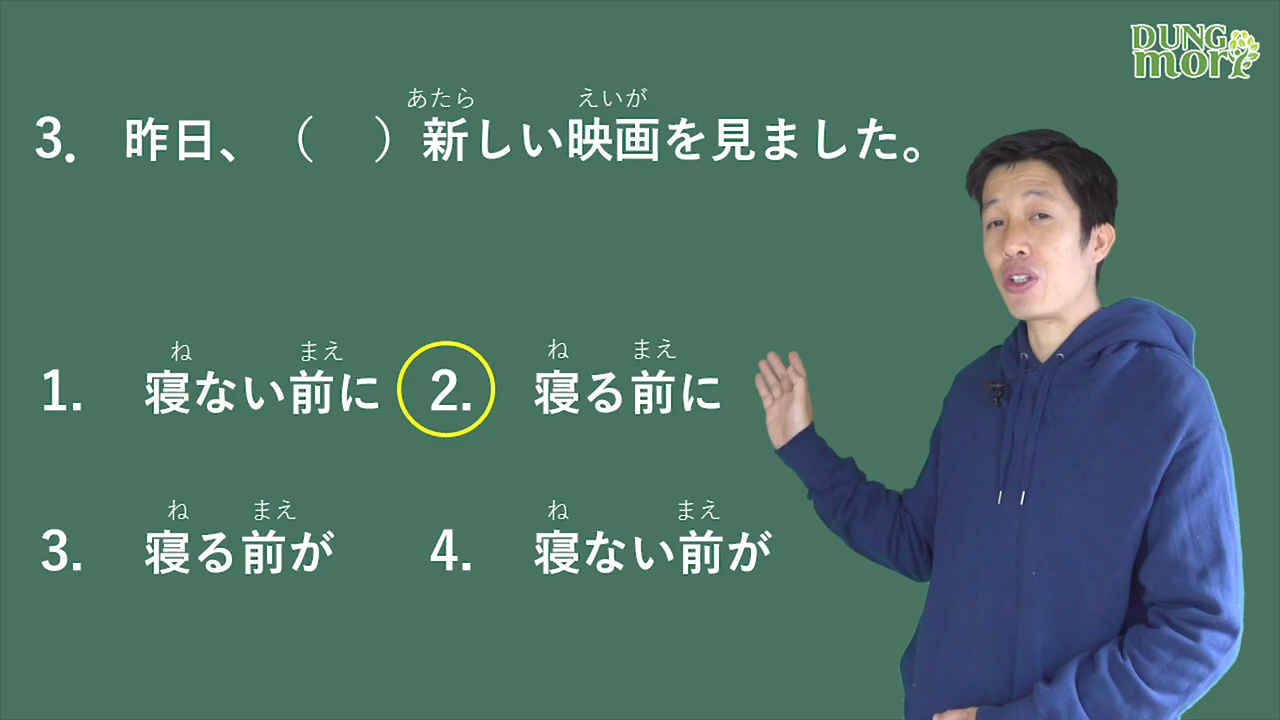 DUNG
mori
あたら えいが
3. 昨日、（　）新しい映画を見ました。
ね まえ ね まえ
1. 寝ない前に 2. 寝る前に
ね まえ ね まえ
3. 寝る前が 4. 寝ない前が